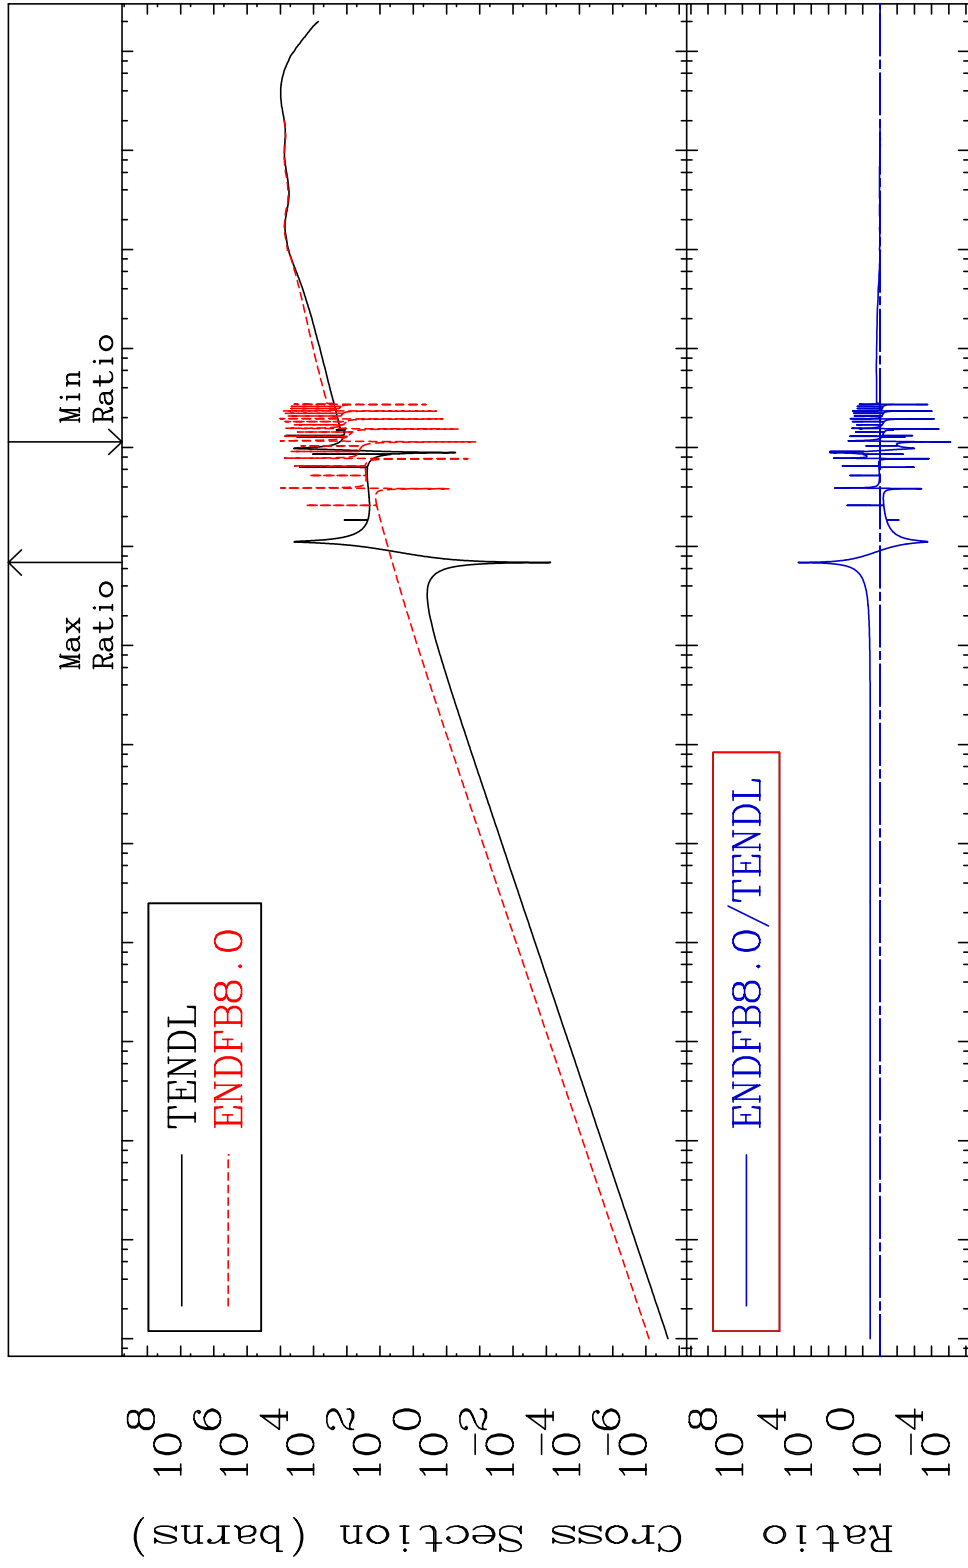 Max
Ratio
Min
Ratio
TENDL
ENDFB8.0
10^8
10^6
10^4
10^2
10^0
10^-2
10^-4
10^-6
Cross Section (barns)
ENDFB8.0/TENDL
10^8
10^4
10^0
10^-4
Ratio